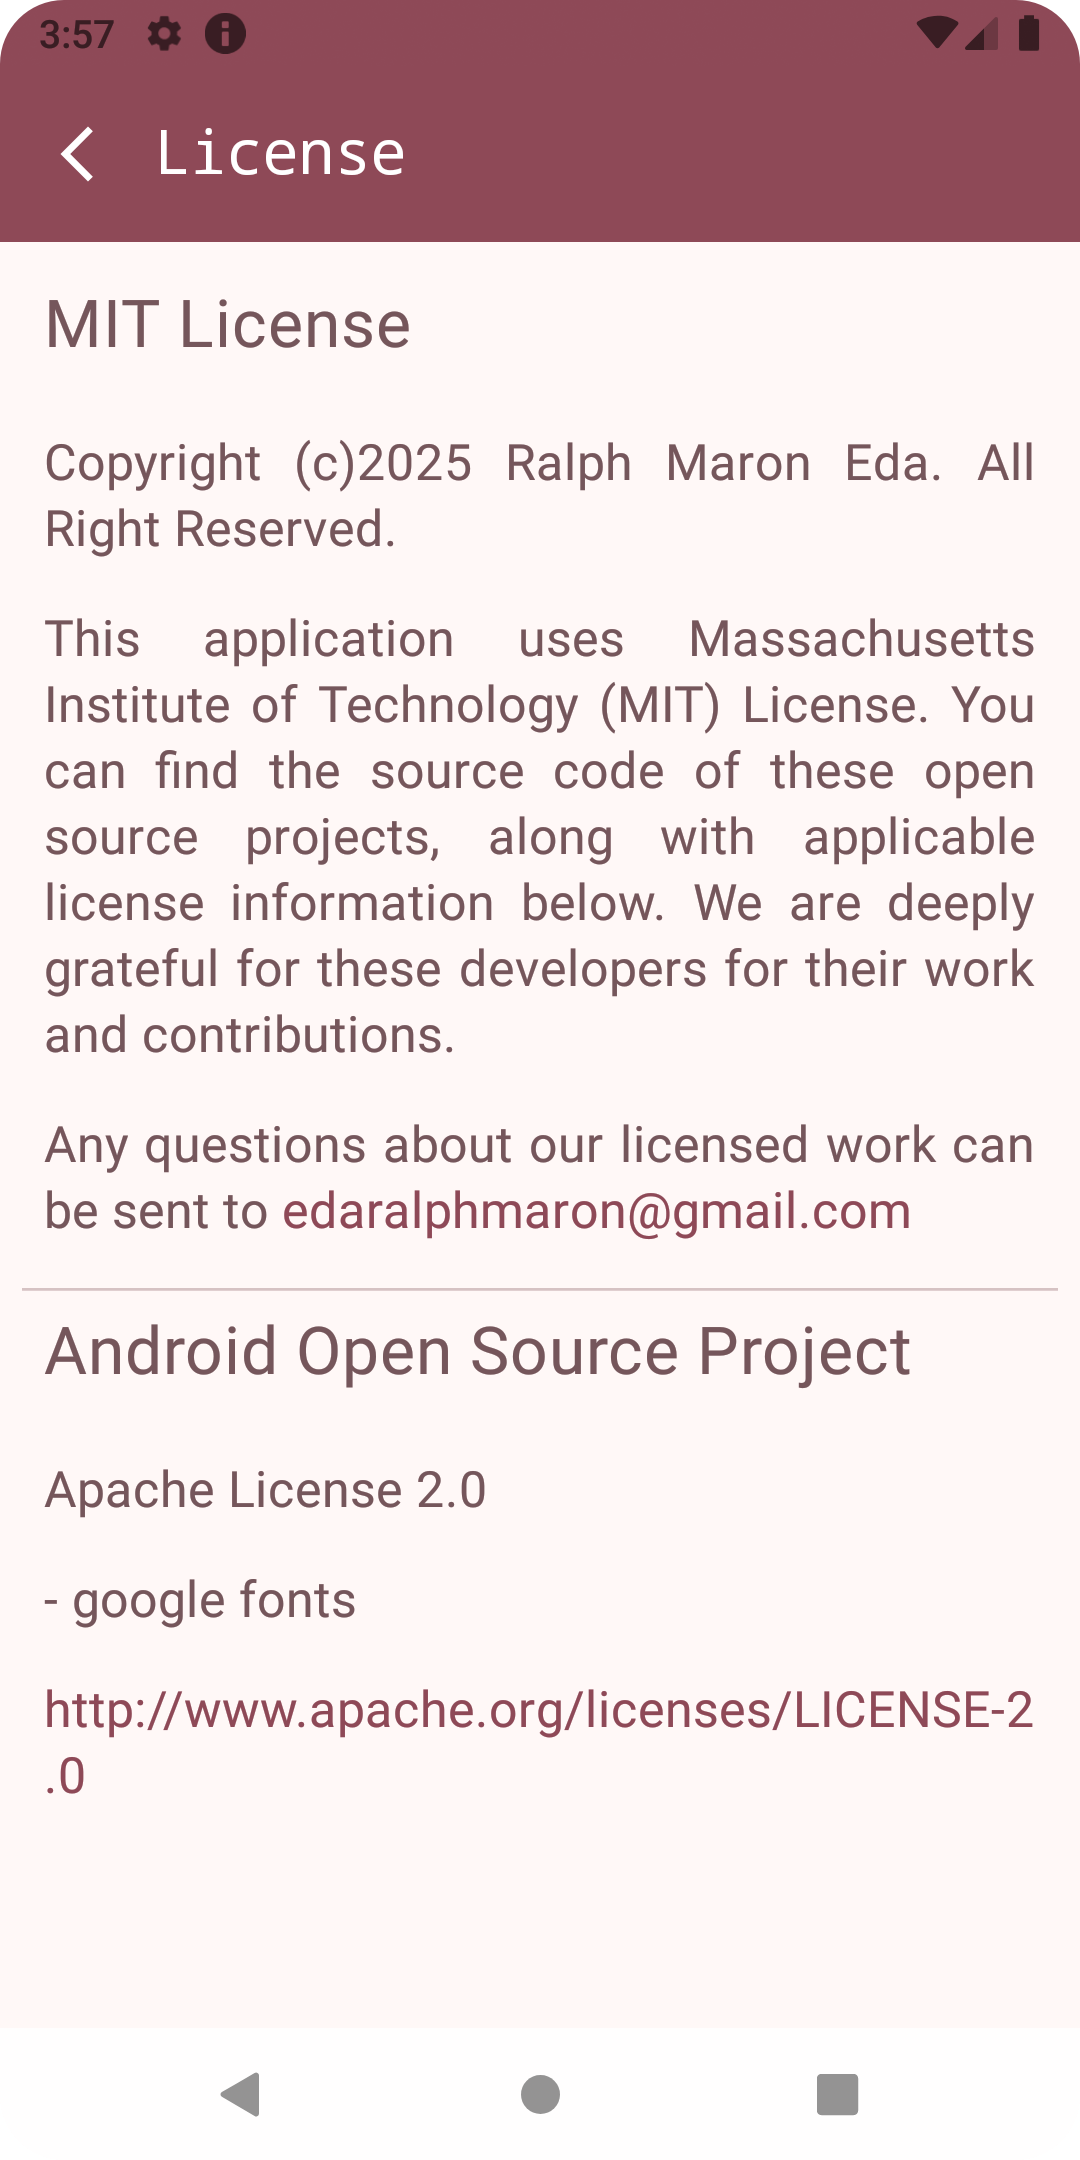 3:57
License
MIT License
Copyright (c)2025 Ralph Maron Eda. All
Right Reserved.
This application uses Massachusetts
Institute of Technology (MIT) License. You
can find the source code of these open
source projects, along with applicable
license information below. We are deeply
grateful for these developers for their work
and contributions.
Any questions about our licensed work can
be sent to edaralphmaron@gmail.com
Android Open Source Project
Apache License 2.0
- google fonts
http://www.apache.org/licenses/LICENSE-2
.0